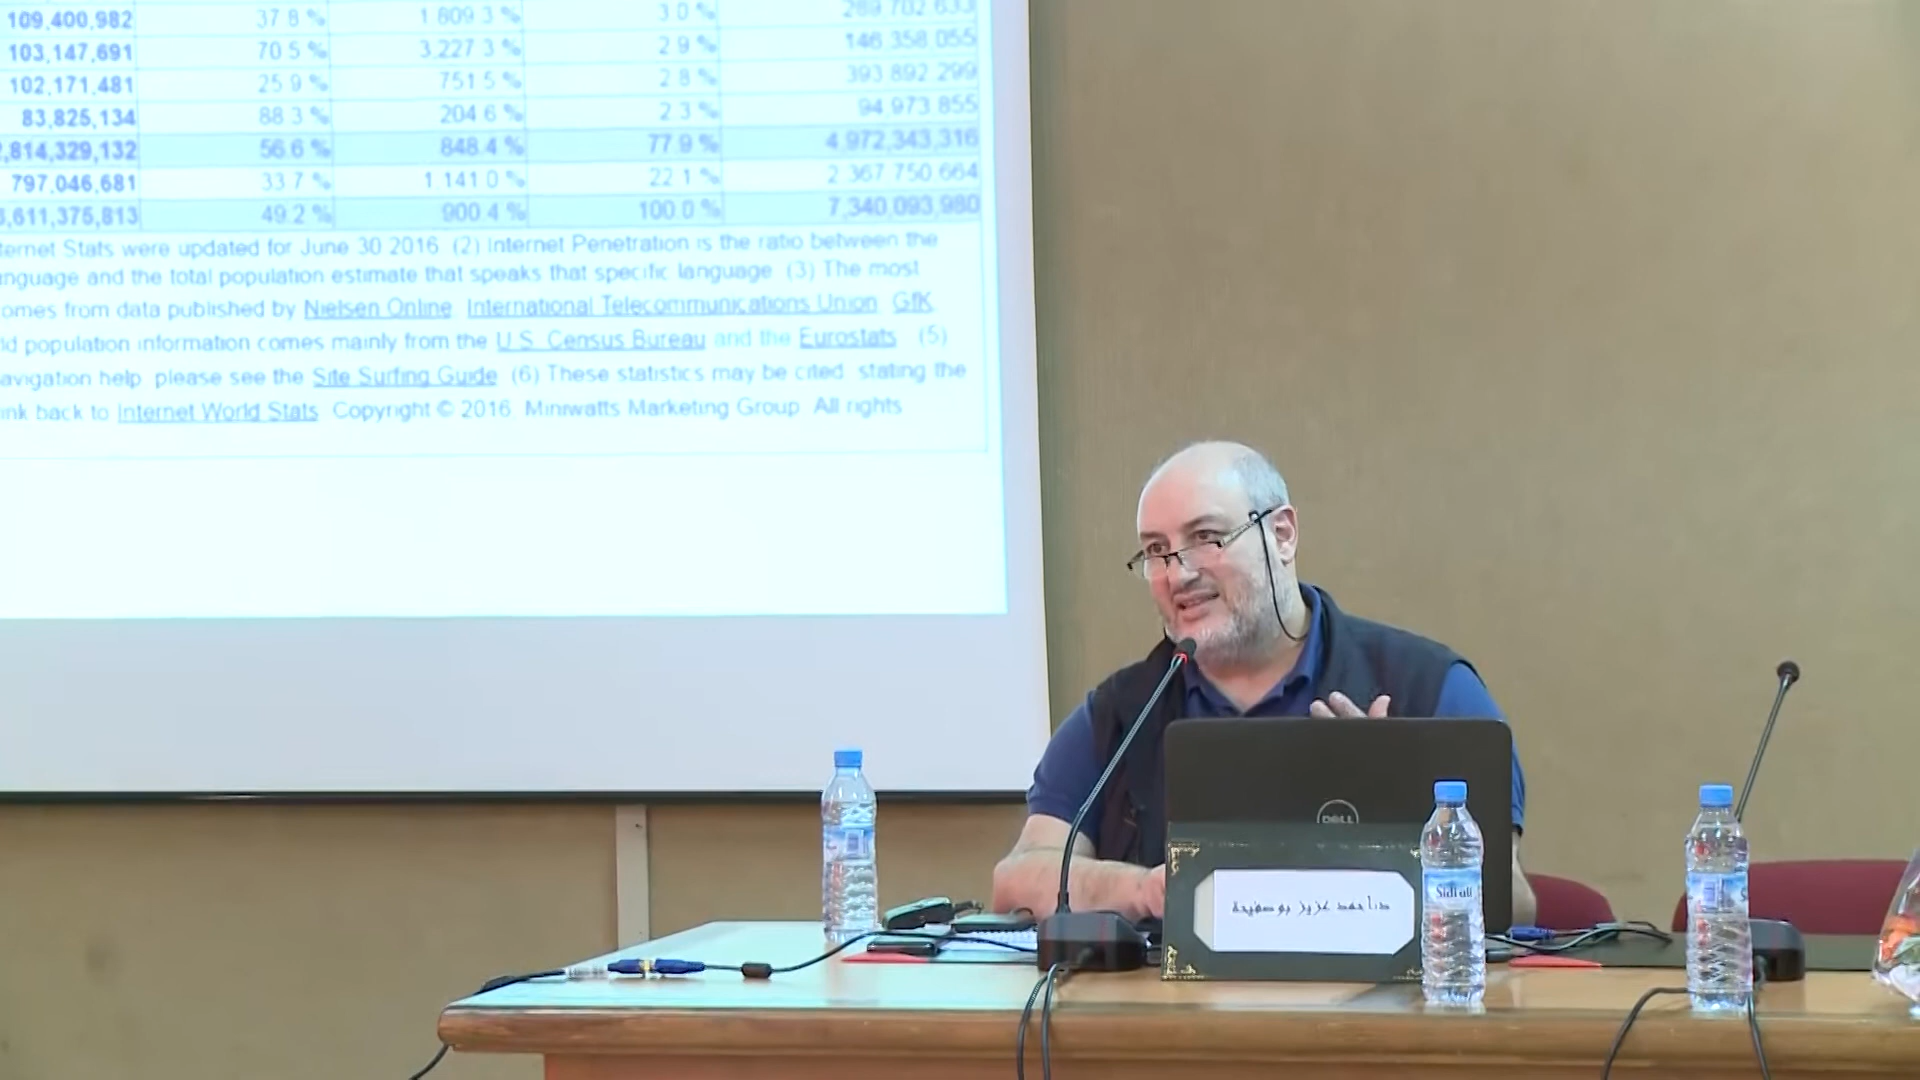 109,400,982 37.8 % 1 809.3 % 3.0 % 289 702 633
103,147,691 70.5 % 3,227.3 % 2.9 % 146 358 055
102,171,481 25.9 % 751.5 % 2.8 % 393 892 299
83,825,134 88.3 % 204.6 % 2.3 % 94 973 855
,814,329,132 56.6 % 848.4 % 77.9 % 4,972,343,316
797,046,681 33.7 % 1 141.0 % 22.1 % 2 367 750 664
3,611,375,813 49.2 % 900.4 % 100.0 % 7,340,093,980
ternet Stats were updated for June 30 2016 (2) Internet Penetration is the ratio between the
nguage and the total population estimate that speaks that specific language (3) The most
omes from data published by Nielsen Online International Telecommunications Union GfK
ld population information comes mainly from the U.S. Census Bureau and the Eurostats (5)
avigation help please see the Site Surfing Guide (6) These statistics may be cited stating the
ink back to Internet World Stats Copyright © 2016 Miniwatts Marketing Group All rights
DELL
عزيز بوصفيحة
Sidi ali